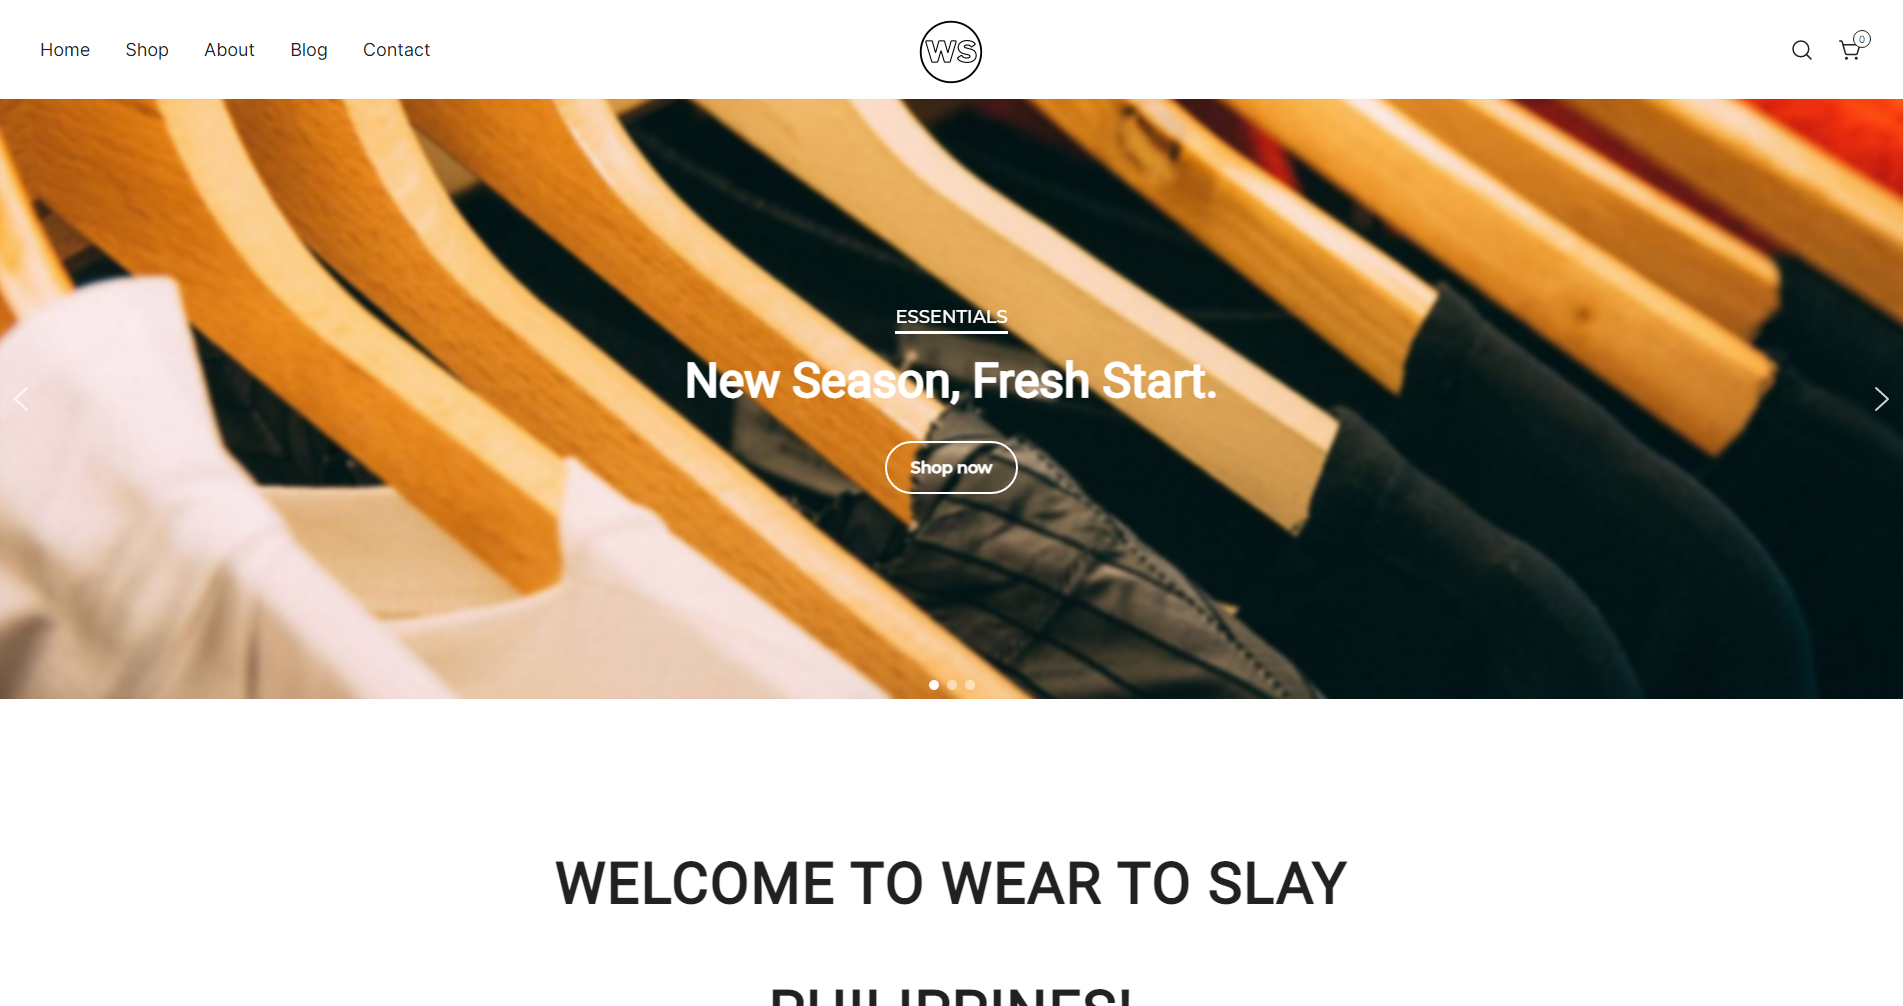 Home Shop About Blog Contact
WS
0
ESSENTIALS
New Season, Fresh Start.
Shop now
WELCOME TO WEAR TO SLAY
PHILIPPINES!